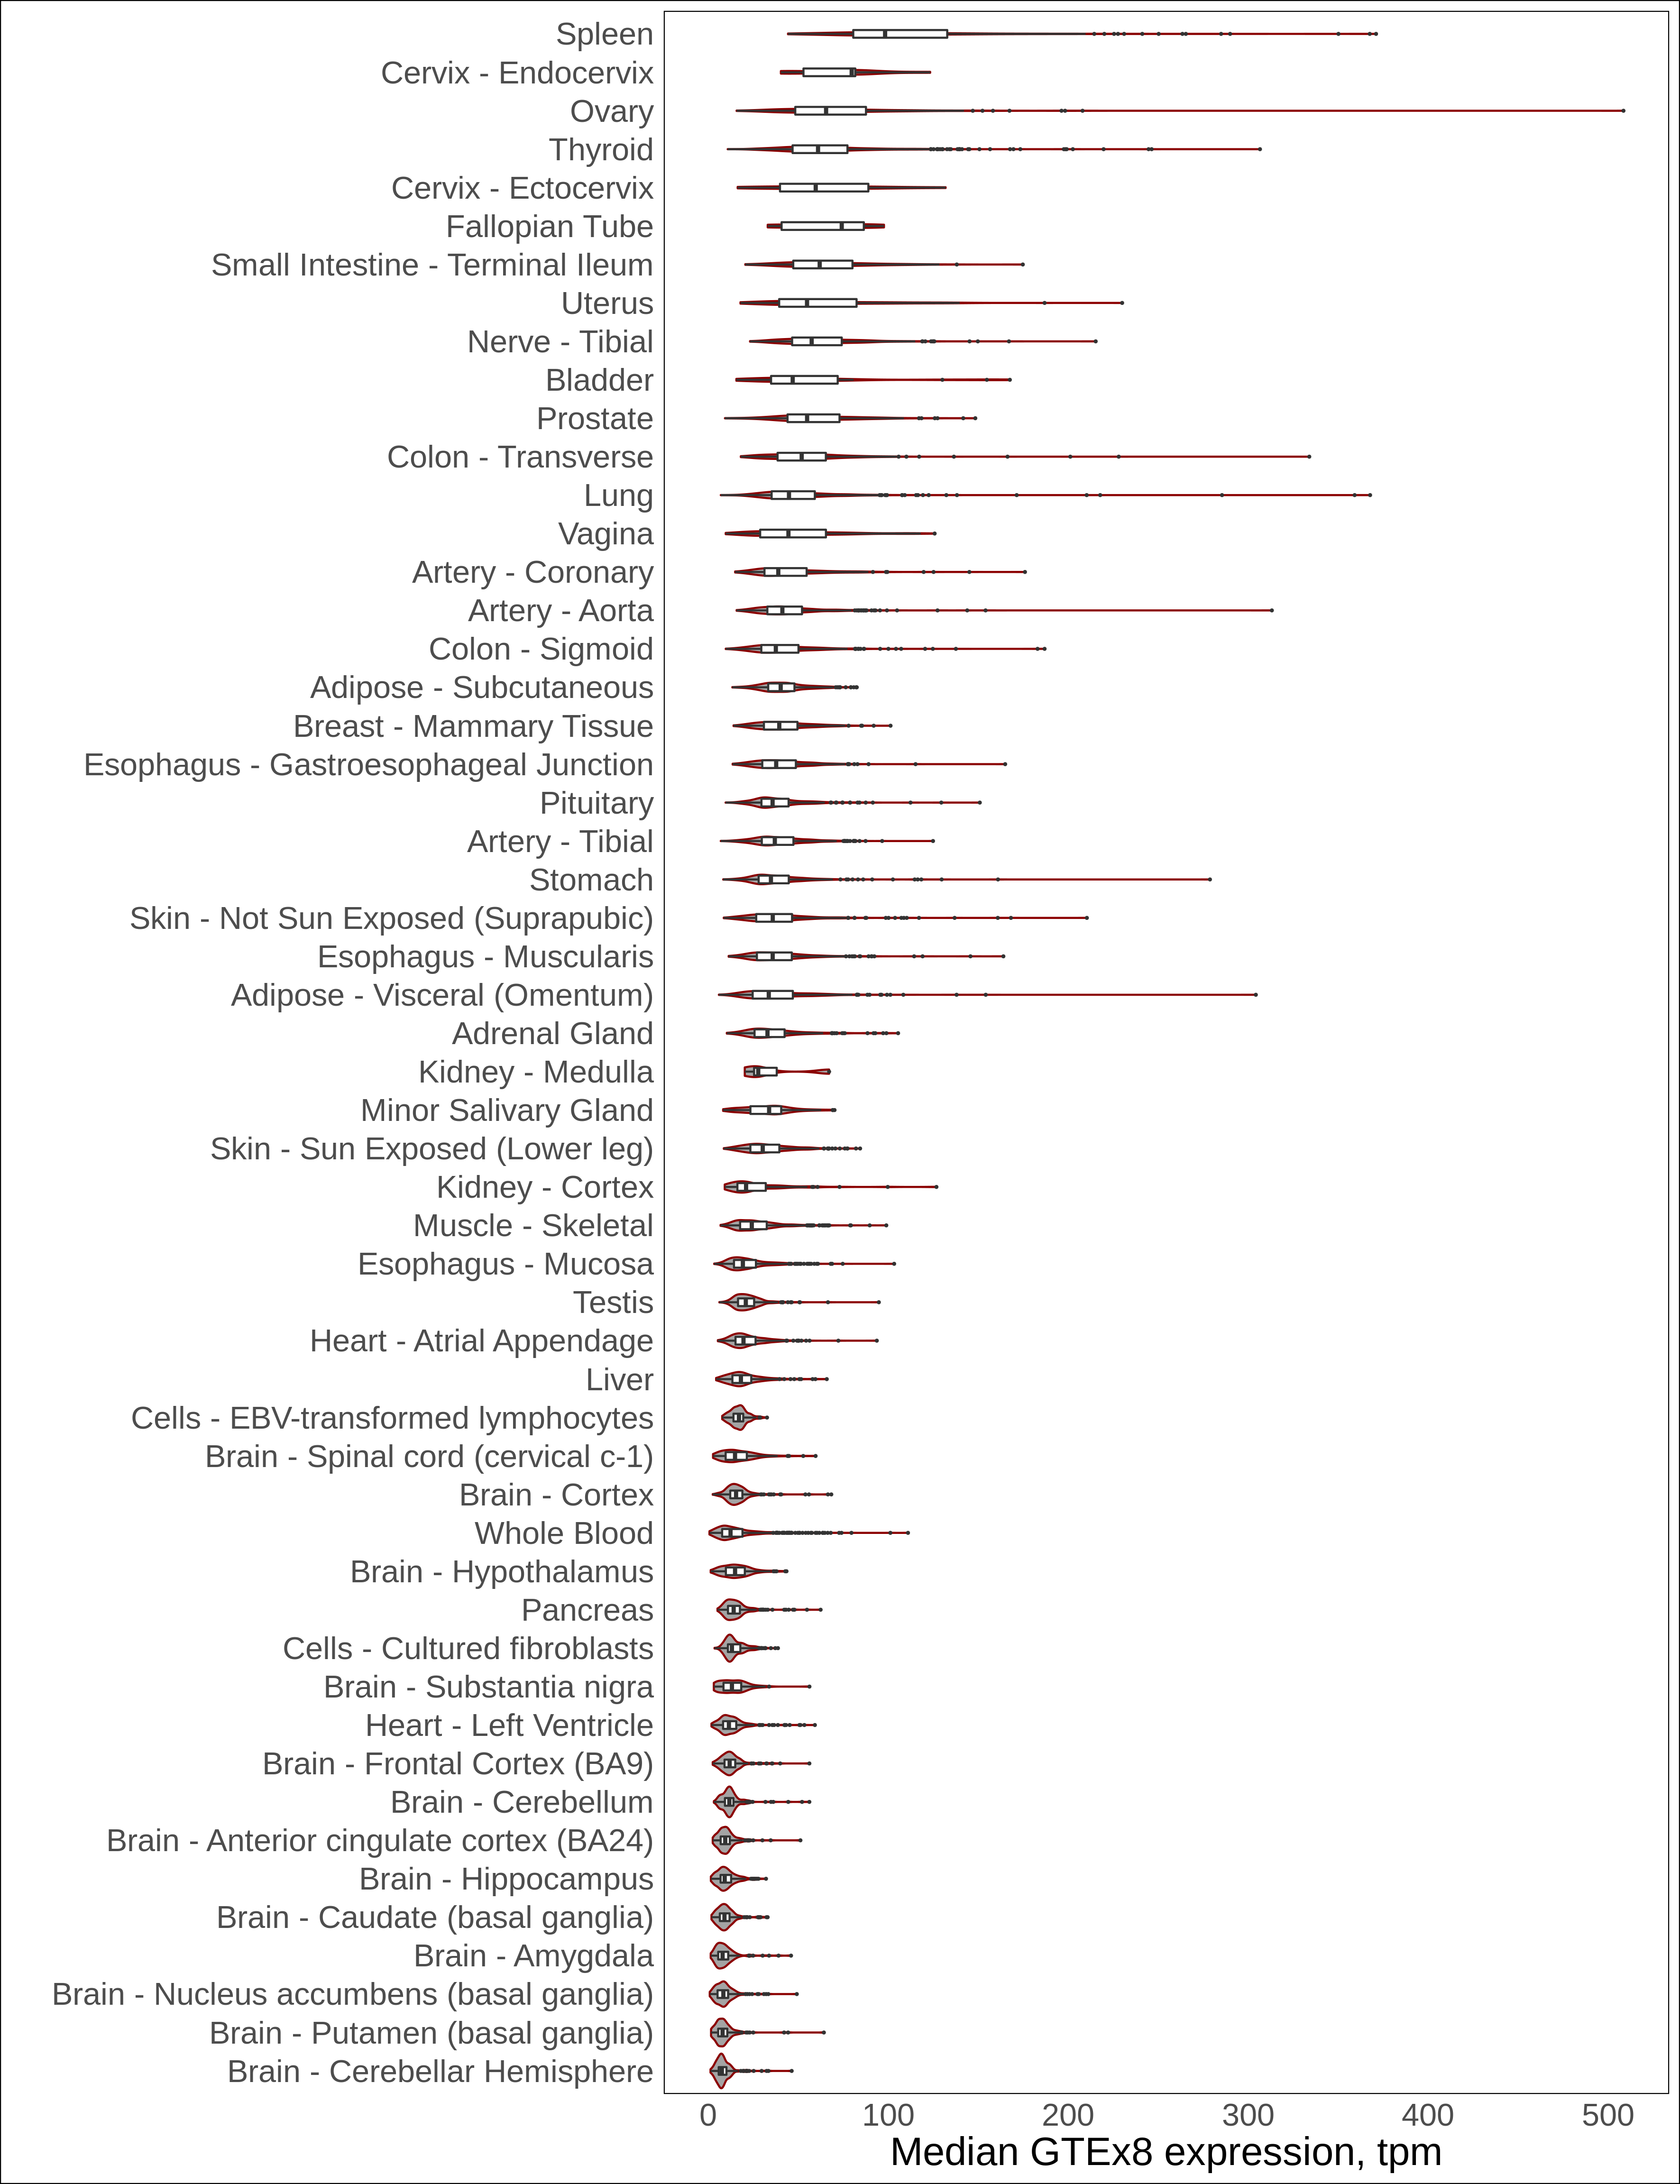 Spleen
Cervix - Endocervix
Ovary
Thyroid
Cervix - Ectocervix
Fallopian Tube
Small Intestine - Terminal Ileum
Uterus
Nerve - Tibial
Bladder
Prostate
Colon - Transverse
Lung
Vagina
Artery - Coronary
Artery - Aorta
Colon - Sigmoid
Adipose - Subcutaneous
Breast - Mammary Tissue
Esophagus - Gastroesophageal Junction
Pituitary
Artery - Tibial
Stomach
Skin - Not Sun Exposed (Suprapubic)
Esophagus - Muscularis
Adipose - Visceral (Omentum)
Adrenal Gland
Kidney - Medulla
Minor Salivary Gland
Skin - Sun Exposed (Lower leg)
Kidney - Cortex
Muscle - Skeletal
Esophagus - Mucosa
Testis
Heart - Atrial Appendage
Liver
Cells - EBV-transformed lymphocytes
Brain - Spinal cord (cervical c-1)
Brain - Cortex
Whole Blood
Brain - Hypothalamus
Pancreas
Cells - Cultured fibroblasts
Brain - Substantia nigra
Heart - Left Ventricle
Brain - Frontal Cortex (BA9)
Brain - Cerebellum
Brain - Anterior cingulate cortex (BA24)
Brain - Hippocampus
Brain - Caudate (basal ganglia)
Brain - Amygdala
Brain - Nucleus accumbens (basal ganglia)
Brain - Putamen (basal ganglia)
Brain - Cerebellar Hemisphere
0 100 200 300 400 500
Median GTEx8 expression, tpm